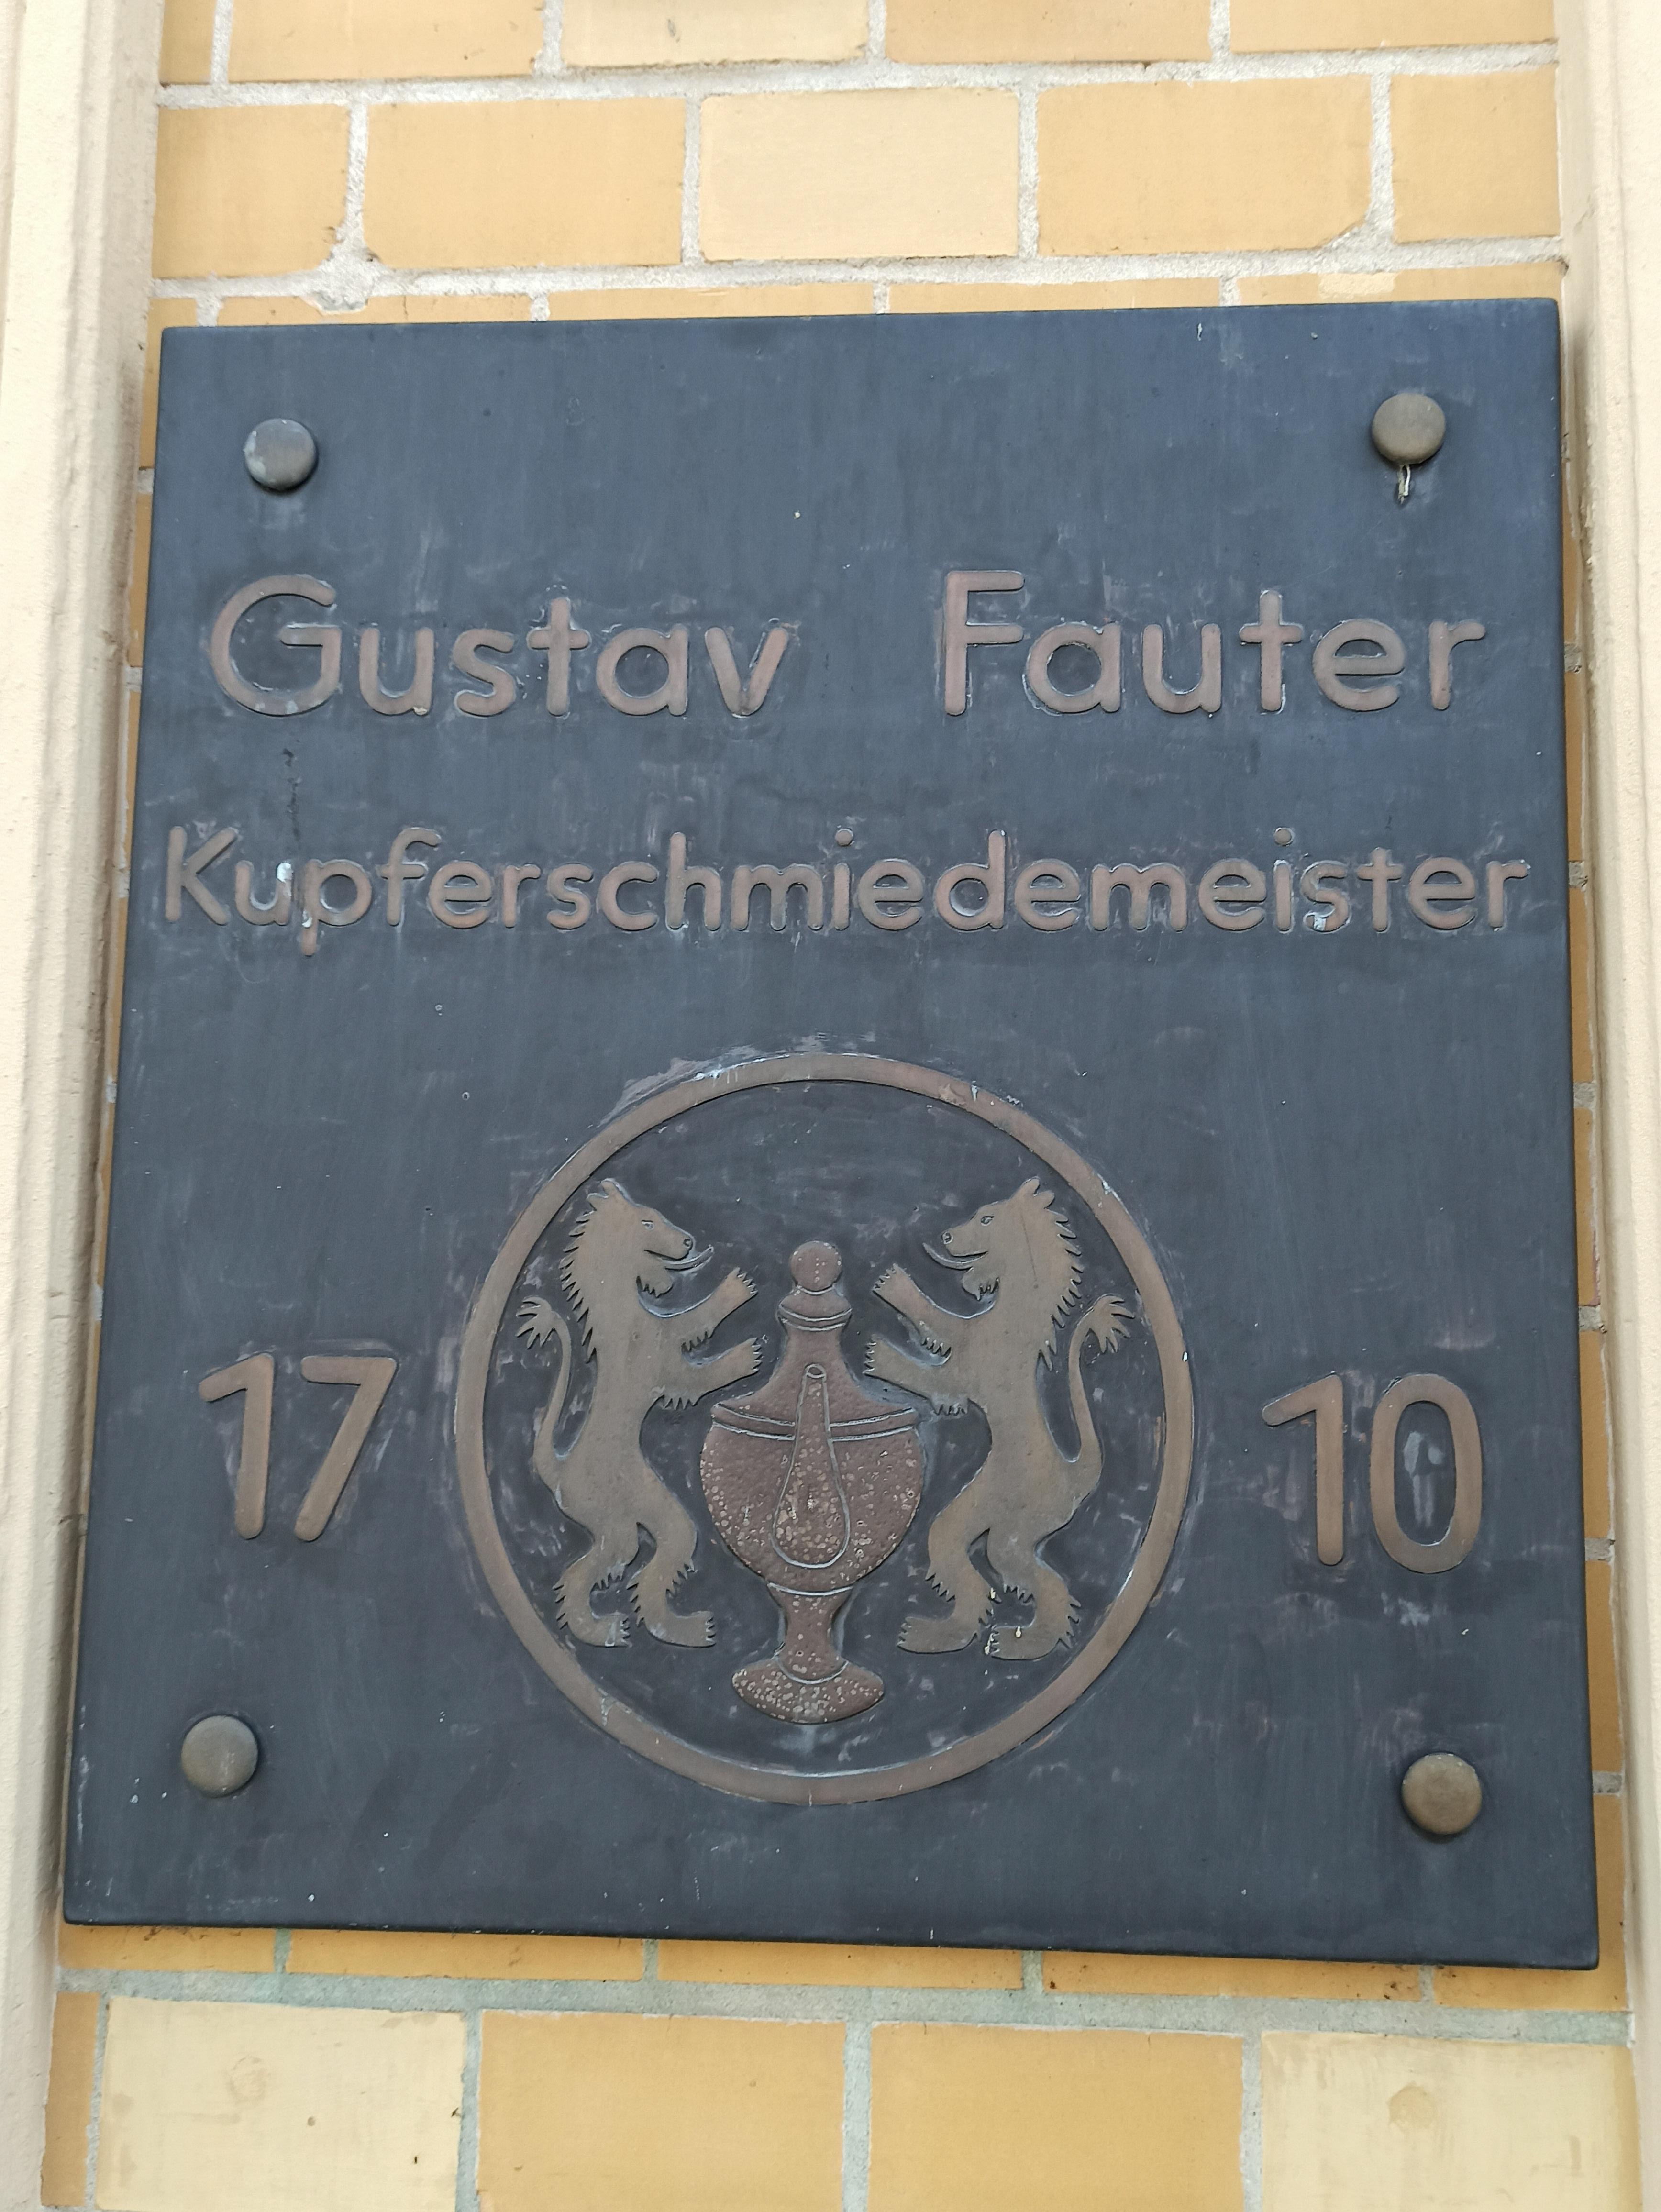 Gustav Fauter
Kupferschmiedemeister
17 10